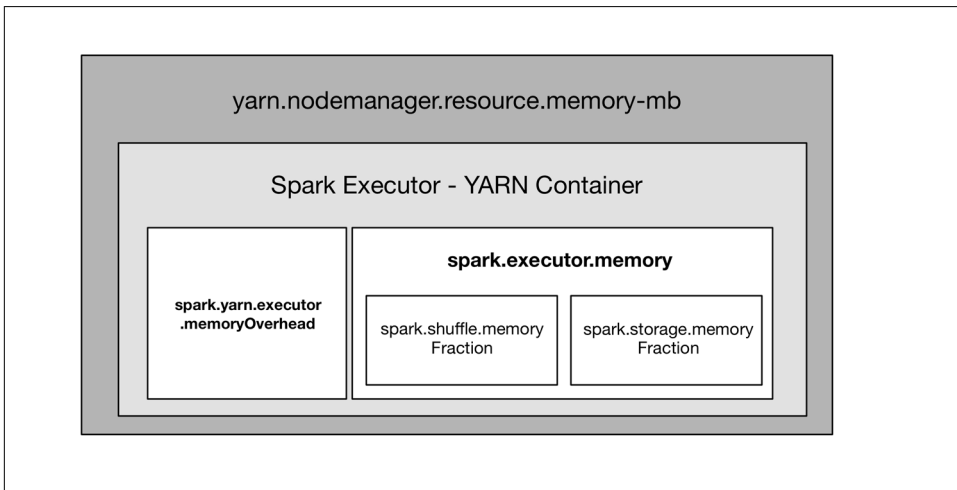 yarn.nodemanager.resource.memory-mb
Spark Executor - YARN Container
spark.yarn.executor
.memoryOverhead
spark.executor.memory
spark.shuffle.memory
Fraction
spark.storage.memory
Fraction